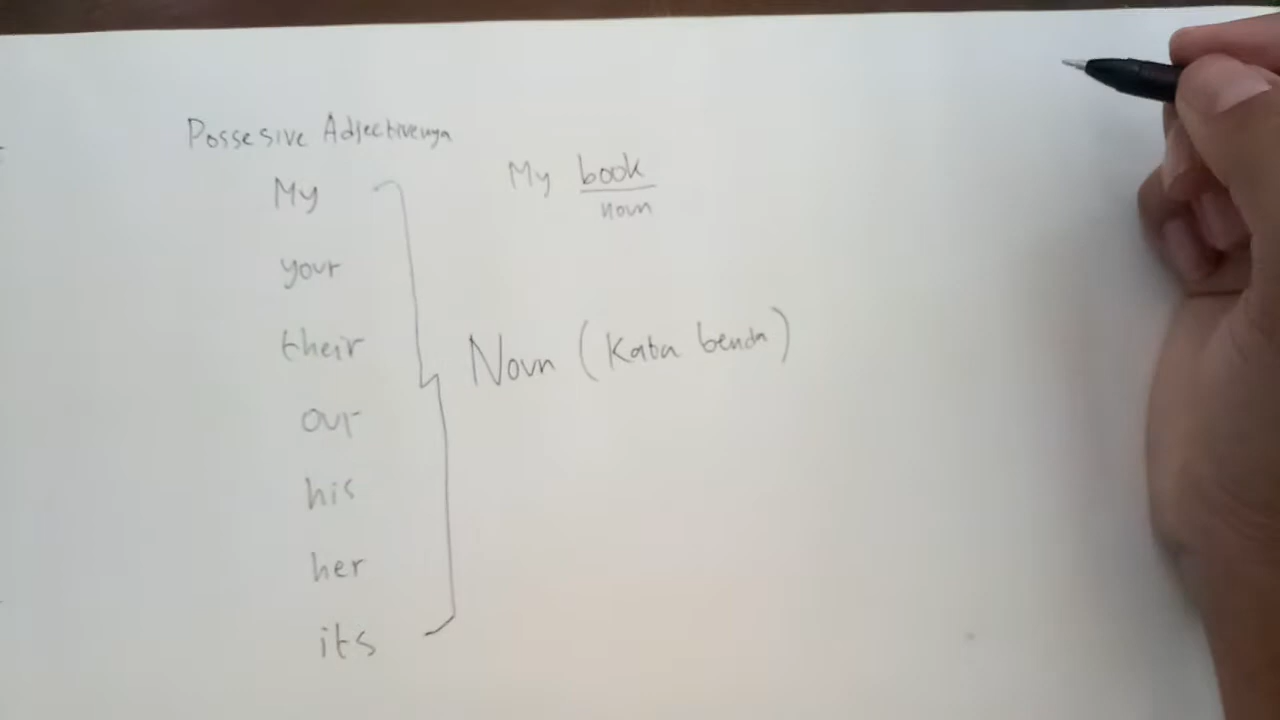 Possesive Adjectivenya
My
your
their
our
his
her
its
My book
noun
Noun (Kata benda)